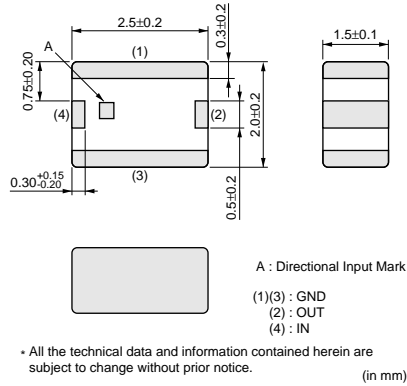 2.5±0.2
1.5±0.1
A
(1)
0.3±0.2
0.75±0.20
(4)
(2)
2.0±0.2
(3)
0.30+0.15-0.20
0.5±0.2
A : Directional Input Mark
(1)(3) : GND
(2) : OUT
(4) : IN
* All the technical data and information contained herein are
subject to change without prior notice.
(in mm)